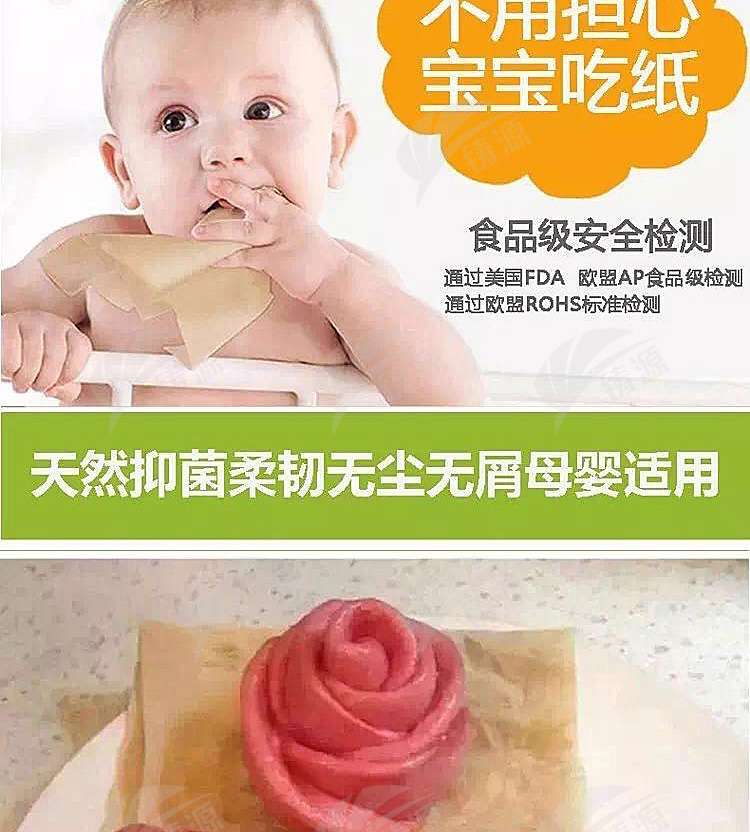 不用担心
宝宝吃纸
食品级安全检测
通过美国FDA 欧盟AP食品级检测
通过欧盟ROHS标准检测
天然抑菌柔韧无尘无屑母婴适用